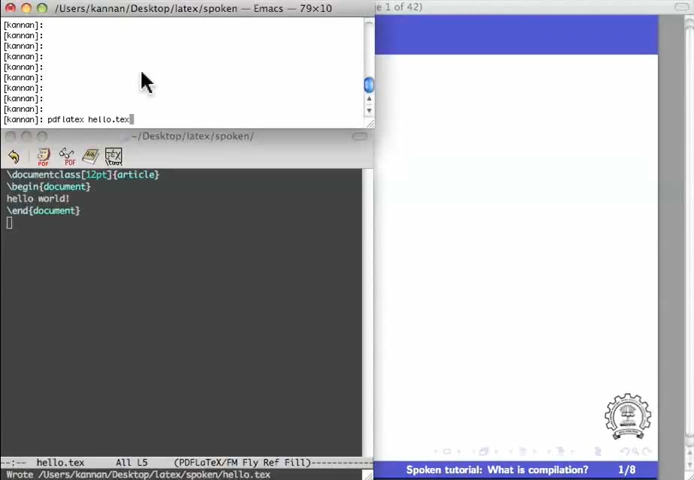 /Users/kannan/Desktop/latex/spoken — Emacs — 79×10
e 1 of 42)
[kannan]:
[kannan]:
[kannan]:
[kannan]:
[kannan]:
[kannan]:
[kannan]:
[kannan]:
[kannan]:
[kannan]: pdflatex hello.tex
~/Desktop/latex/spoken/
PDF
PDF
\documentclass[12pt]{article}
\begin{document}
hello world!
\end{document}
--:-- hello.tex All L5 (PDFLaTeX/FM Fly Ref Fill)----------
Wrote /Users/kannan/Desktop/latex/spoken/hello.tex
Spoken tutorial: What is compilation? 1/8